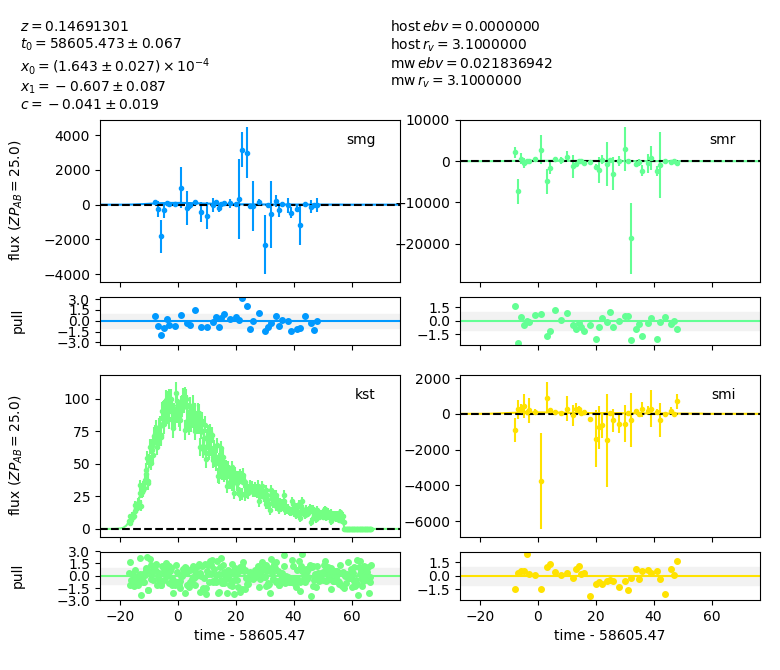 z = 0.14691301
t₀ = 58605.473 ± 0.067
x₀ = (1.643 ± 0.027) × 10⁻⁴
x₁ = −0.607 ± 0.087
c = −0.041 ± 0.019
host ebv = 0.0000000
host r_v = 3.1000000
mw ebv = 0.021836942
mw r_v = 3.1000000
flux (ZP_AB = 25.0)
4000
2000
0
−2000
−4000
smg
10000
0
−10000
−20000
smr
pull
3.0
1.5
0.0
−1.5
−3.0
1.5
0.0
−1.5
flux (ZP_AB = 25.0)
100
75
50
25
0
kst
2000
0
−2000
−4000
−6000
smi
pull
3.0
1.5
0.0
−1.5
−3.0
1.5
0.0
−1.5
−20 0 20 40 60
−20 0 20 40 60
time - 58605.47
time - 58605.47